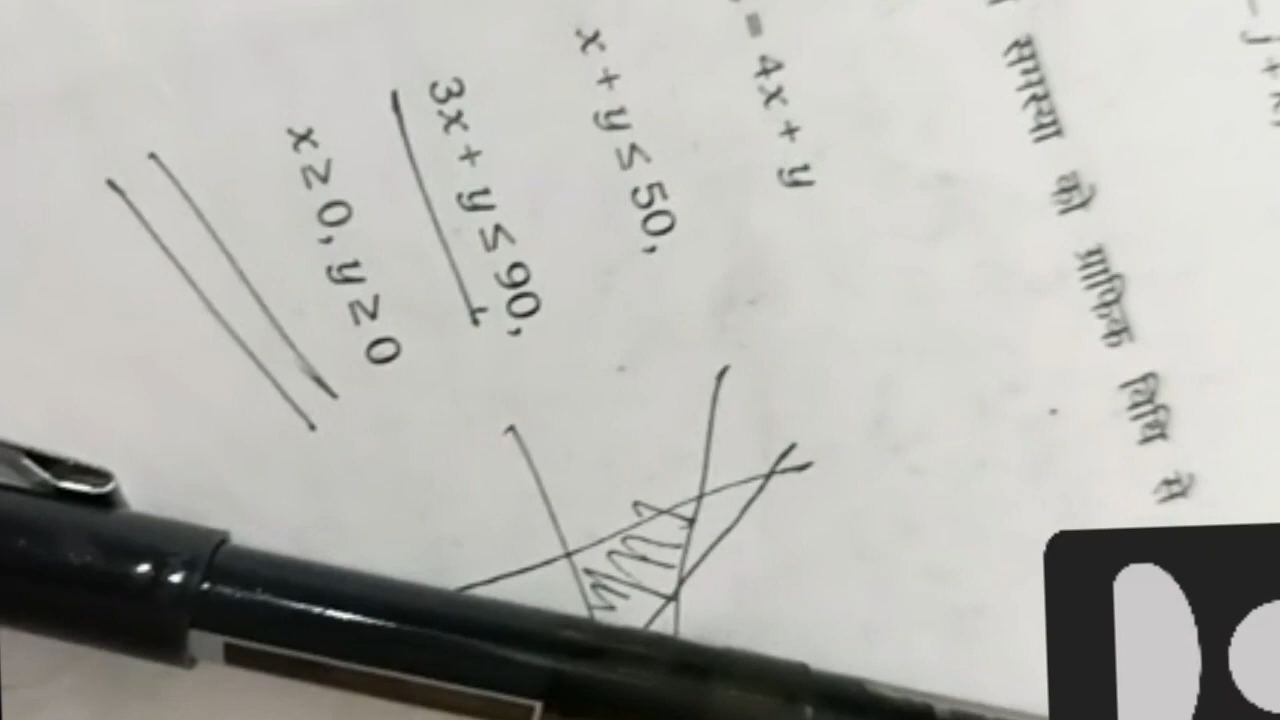 समस्या को ग्राफिक विधि से
= 4x + y
x + y ≤ 50,
3x + y ≤ 90,
x ≥ 0, y ≥ 0